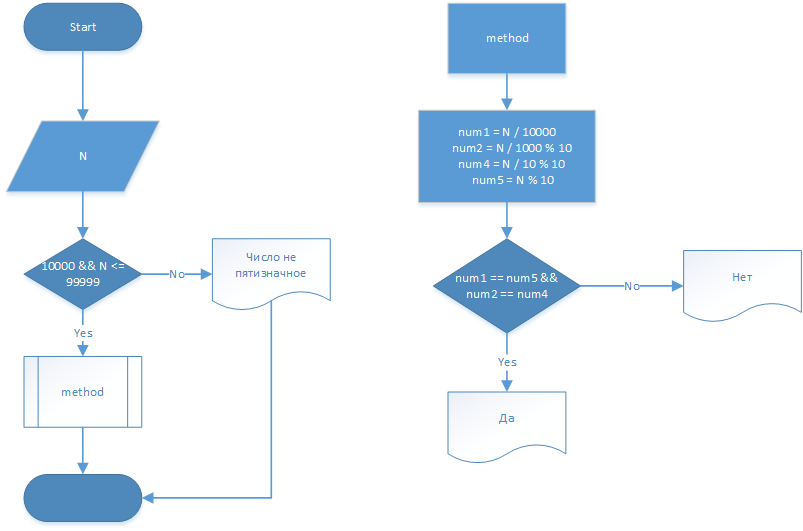 Start
N
10000 && N <=
99999
No
Число не
пятизначное
Yes
method
method
num1 = N / 10000
num2 = N / 1000 % 10
num4 = N / 10 % 10
num5 = N % 10
num1 == num5 &&
num2 == num4
No
Нет
Yes
Да